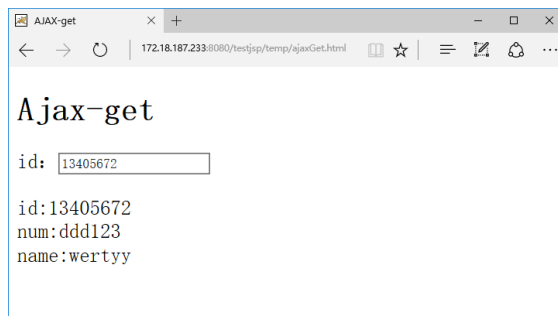 AJAX-get
172.18.187.233:8080/testjsp/temp/ajaxGet.html
Ajax-get
id: 13405672
id:13405672
num:ddd123
name:wertyy